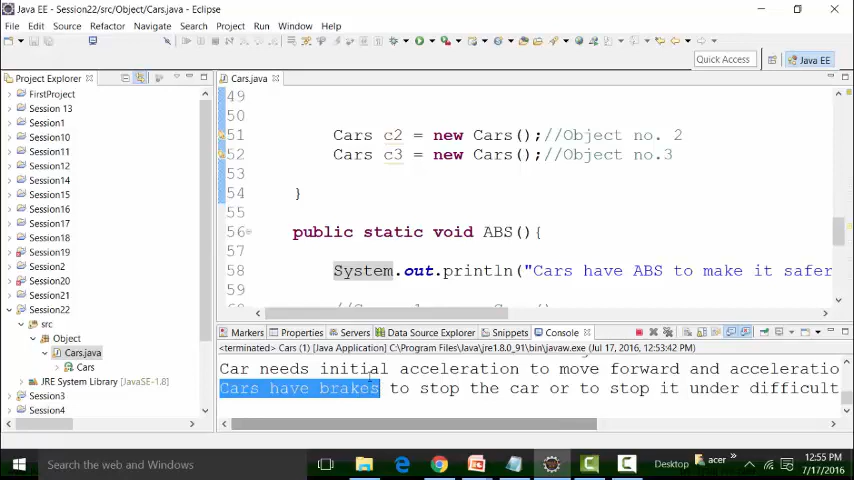 Java EE - Session22/src/Object/Cars.java - Eclipse
File Edit Source Refactor Navigate Search Project Run Window Help
Quick Access
Java EE
Project Explorer
Cars.java
FirstProject
Session 13
Session1
Session10
Session11
Session12
Session14
Session15
Session16
Session17
Session18
Session19
Session2
Session20
Session21
Session22
src
Object
Cars.java
Cars
JRE System Library [JavaSE-1.8]
Session3
Session4
49
50
51 Cars c2 = new Cars();//Object no. 2
52 Cars c3 = new Cars();//Object no.3
53
54 }
55
56 public static void ABS(){
57
58 System.out.println("Cars have ABS to make it safer
59
Markers Properties Servers Data Source Explorer Snippets Console
<terminated> Cars (1) [Java Application] C:\Program Files\Java\jre1.8.0_91\bin\javaw.exe (Jul 17, 2016, 12:53:42 PM)
Car needs initial acceleration to move forward and acceleratio
Cars have brakes to stop the car or to stop it under difficult
Search the web and Windows
Desktop
acer
12:55 PM
7/17/2016